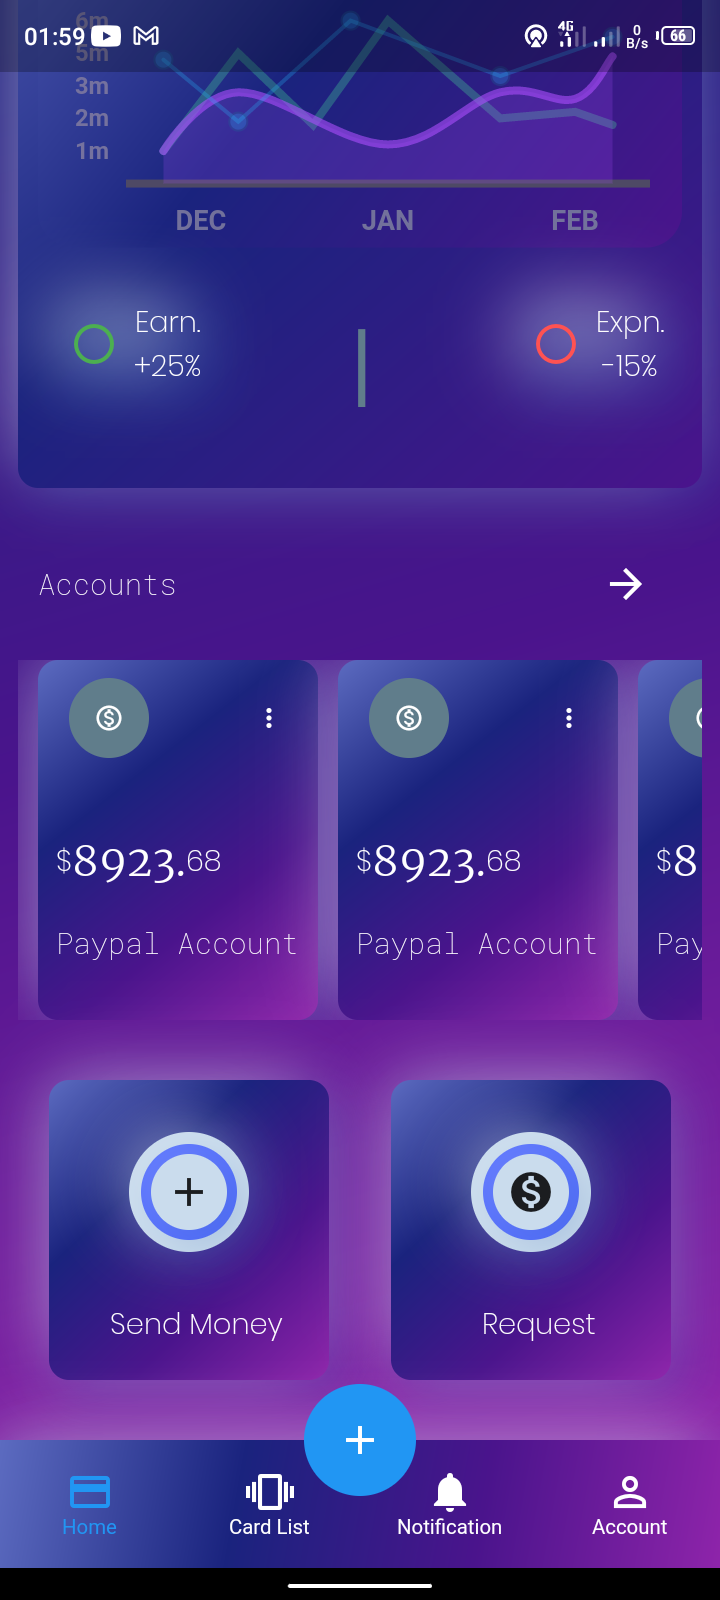 6m
01:59
4G
0
B/s
66
5m
3m
2m
1m
DEC JAN FEB
Earn.
+25%
Expn.
-15%
Accounts
$8923.68
Paypal Account
$8923.68
Paypal Account
$8
Pay
Send Money
Request
Home
Card List
Notification
Account